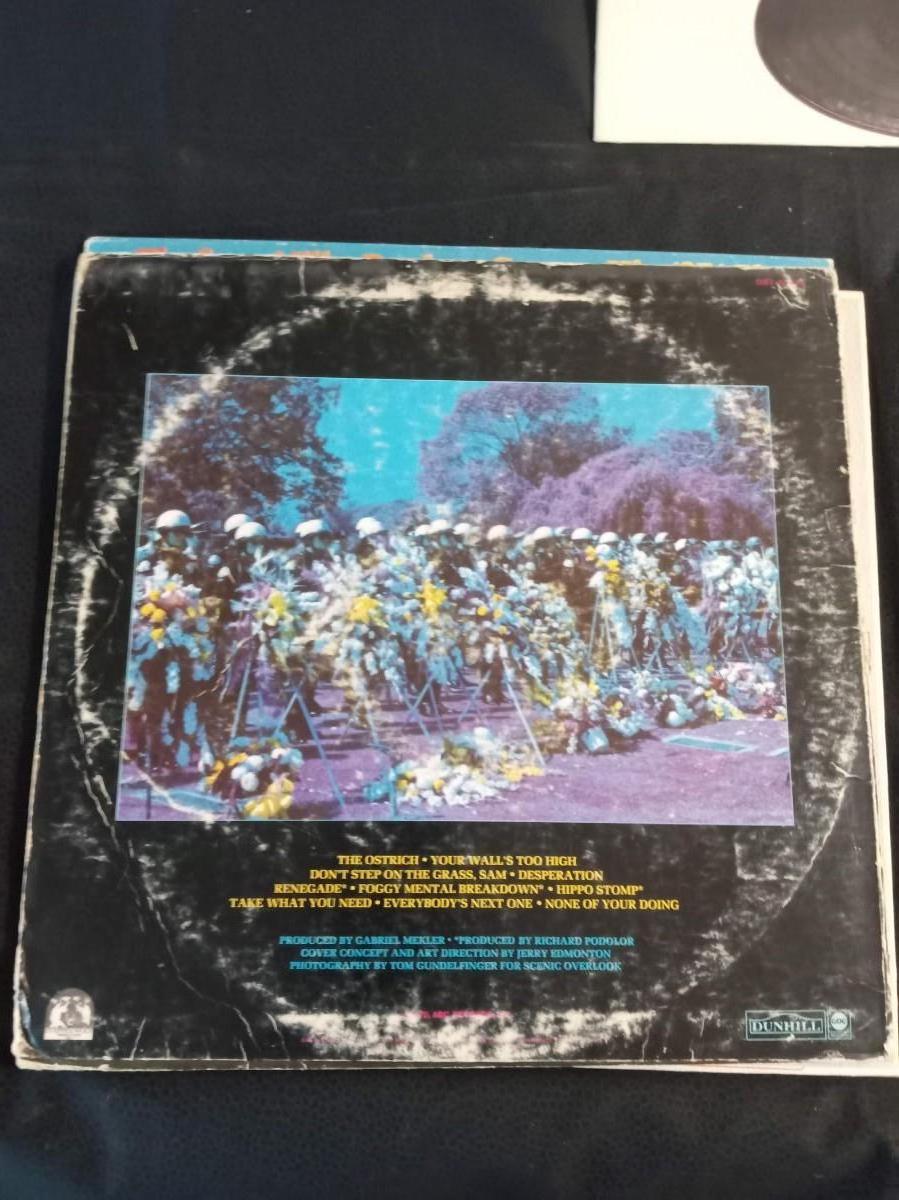 THE OSTRICH • YOUR WALL'S TOO HIGH
DON'T STEP ON THE GRASS, SAM • DESPERATION
RENEGADE* • FOGGY MENTAL BREAKDOWN* • HIPPO STOMP*
TAKE WHAT YOU NEED • EVERYBODY'S NEXT ONE • NONE OF YOUR DOING
PRODUCED BY GABRIEL MEKLER • *PRODUCED BY RICHARD PODOLOR
COVER CONCEPT AND ART DIRECTION BY JERRY EDMONTON
PHOTOGRAPHY BY TOM GUNDELFINGER FOR SCENIC OVERLOOK
DUNHILL abc